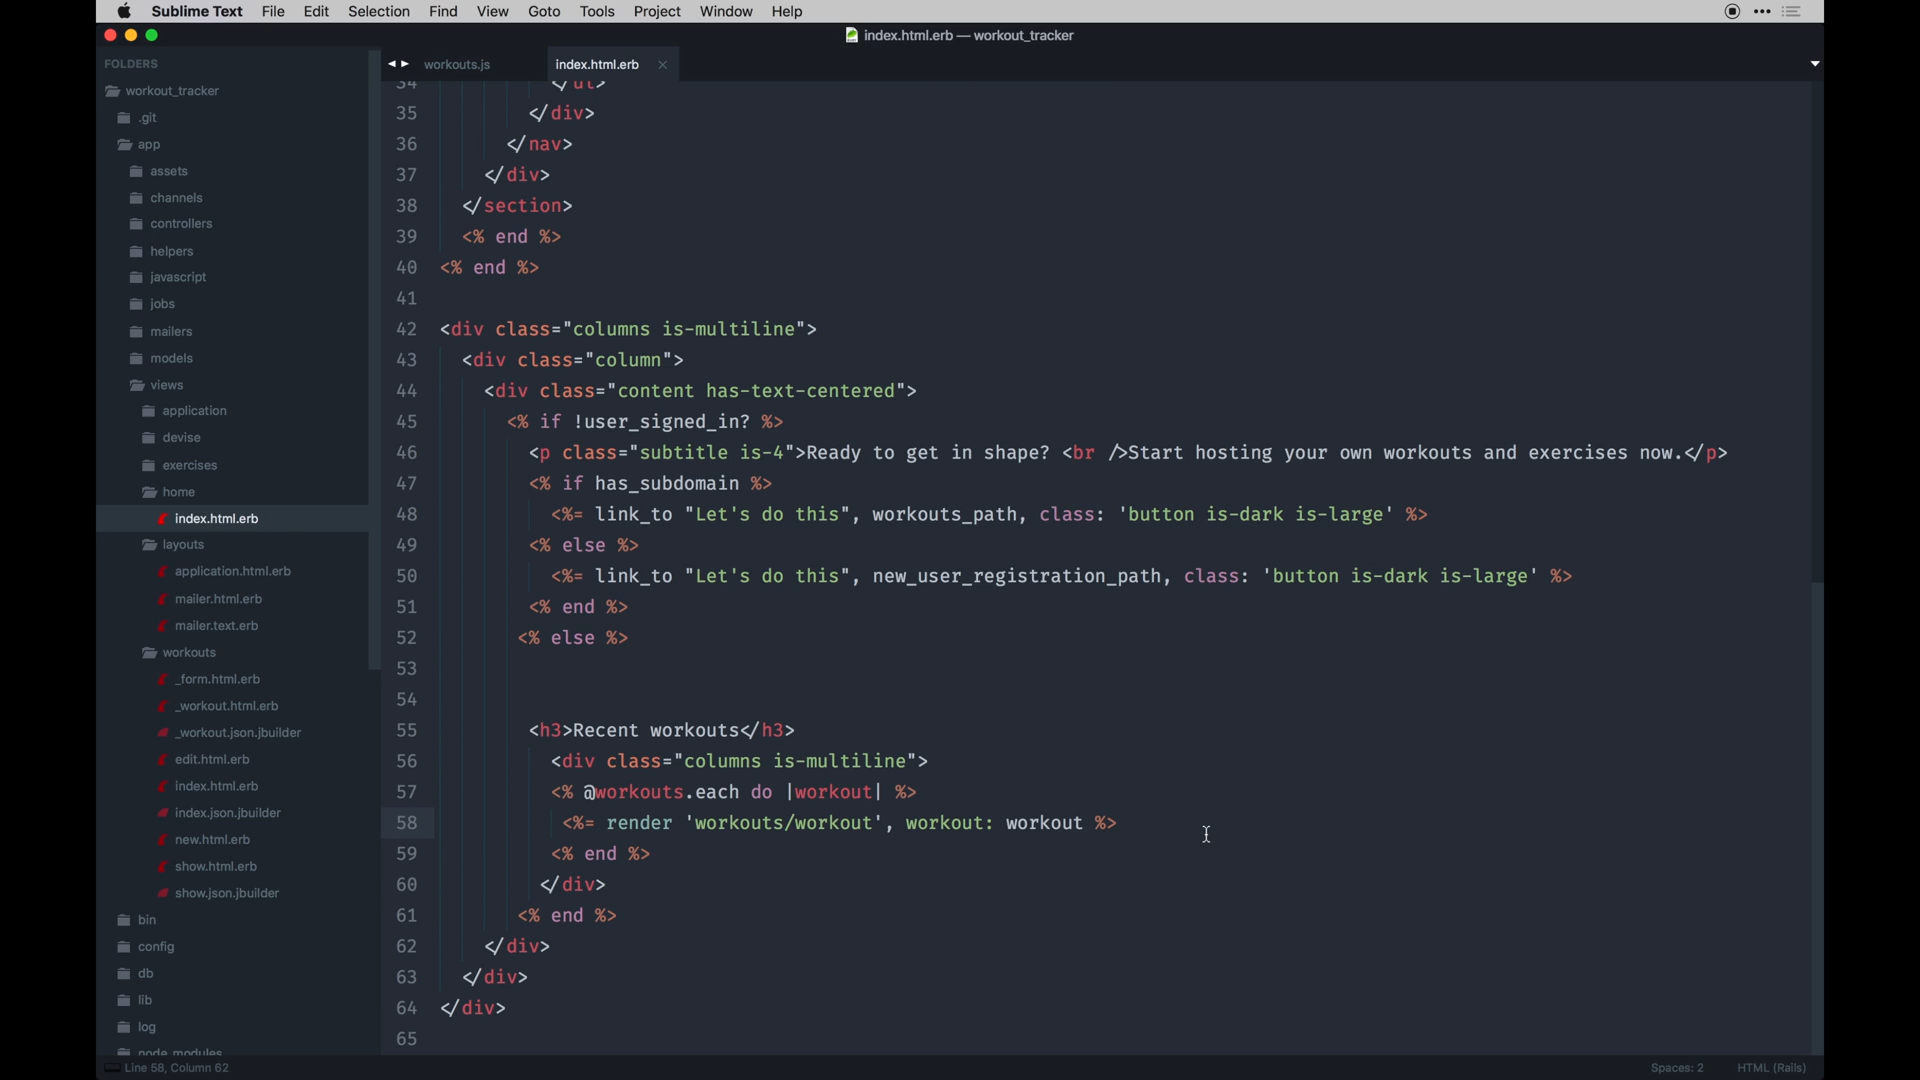 Sublime Text File Edit Selection Find View Goto Tools Project Window Help
index.html.erb — workout_tracker
FOLDERS
workout_tracker
.git
app
assets
channels
controllers
helpers
javascript
jobs
mailers
models
views
application
devise
exercises
home
index.html.erb
layouts
application.html.erb
mailer.html.erb
mailer.text.erb
workouts
_form.html.erb
_workout.html.erb
_workout.json.jbuilder
edit.html.erb
index.html.erb
index.json.jbuilder
new.html.erb
show.html.erb
show.json.jbuilder
bin
config
db
lib
log
node_modules
workouts.js index.html.erb
34 </ul>
35 </div>
36 </nav>
37 </div>
38 </section>
39 <% end %>
40 <% end %>
41
42 <div class="columns is-multiline">
43 <div class="column">
44 <div class="content has-text-centered">
45 <% if !user_signed_in? %>
46 <p class="subtitle is-4">Ready to get in shape? <br />Start hosting your own workouts and exercises now.</p>
47 <% if has_subdomain %>
48 <%= link_to "Let's do this", workouts_path, class: 'button is-dark is-large' %>
49 <% else %>
50 <%= link_to "Let's do this", new_user_registration_path, class: 'button is-dark is-large' %>
51 <% end %>
52 <% else %>
53
54
55 <h3>Recent workouts</h3>
56 <div class="columns is-multiline">
57 <% @workouts.each do |workout| %>
58 <%= render 'workouts/workout', workout: workout %>
59 <% end %>
60 </div>
61 <% end %>
62 </div>
63 </div>
64 </div>
65
Line 58, Column 62
Spaces: 2 HTML (Rails)